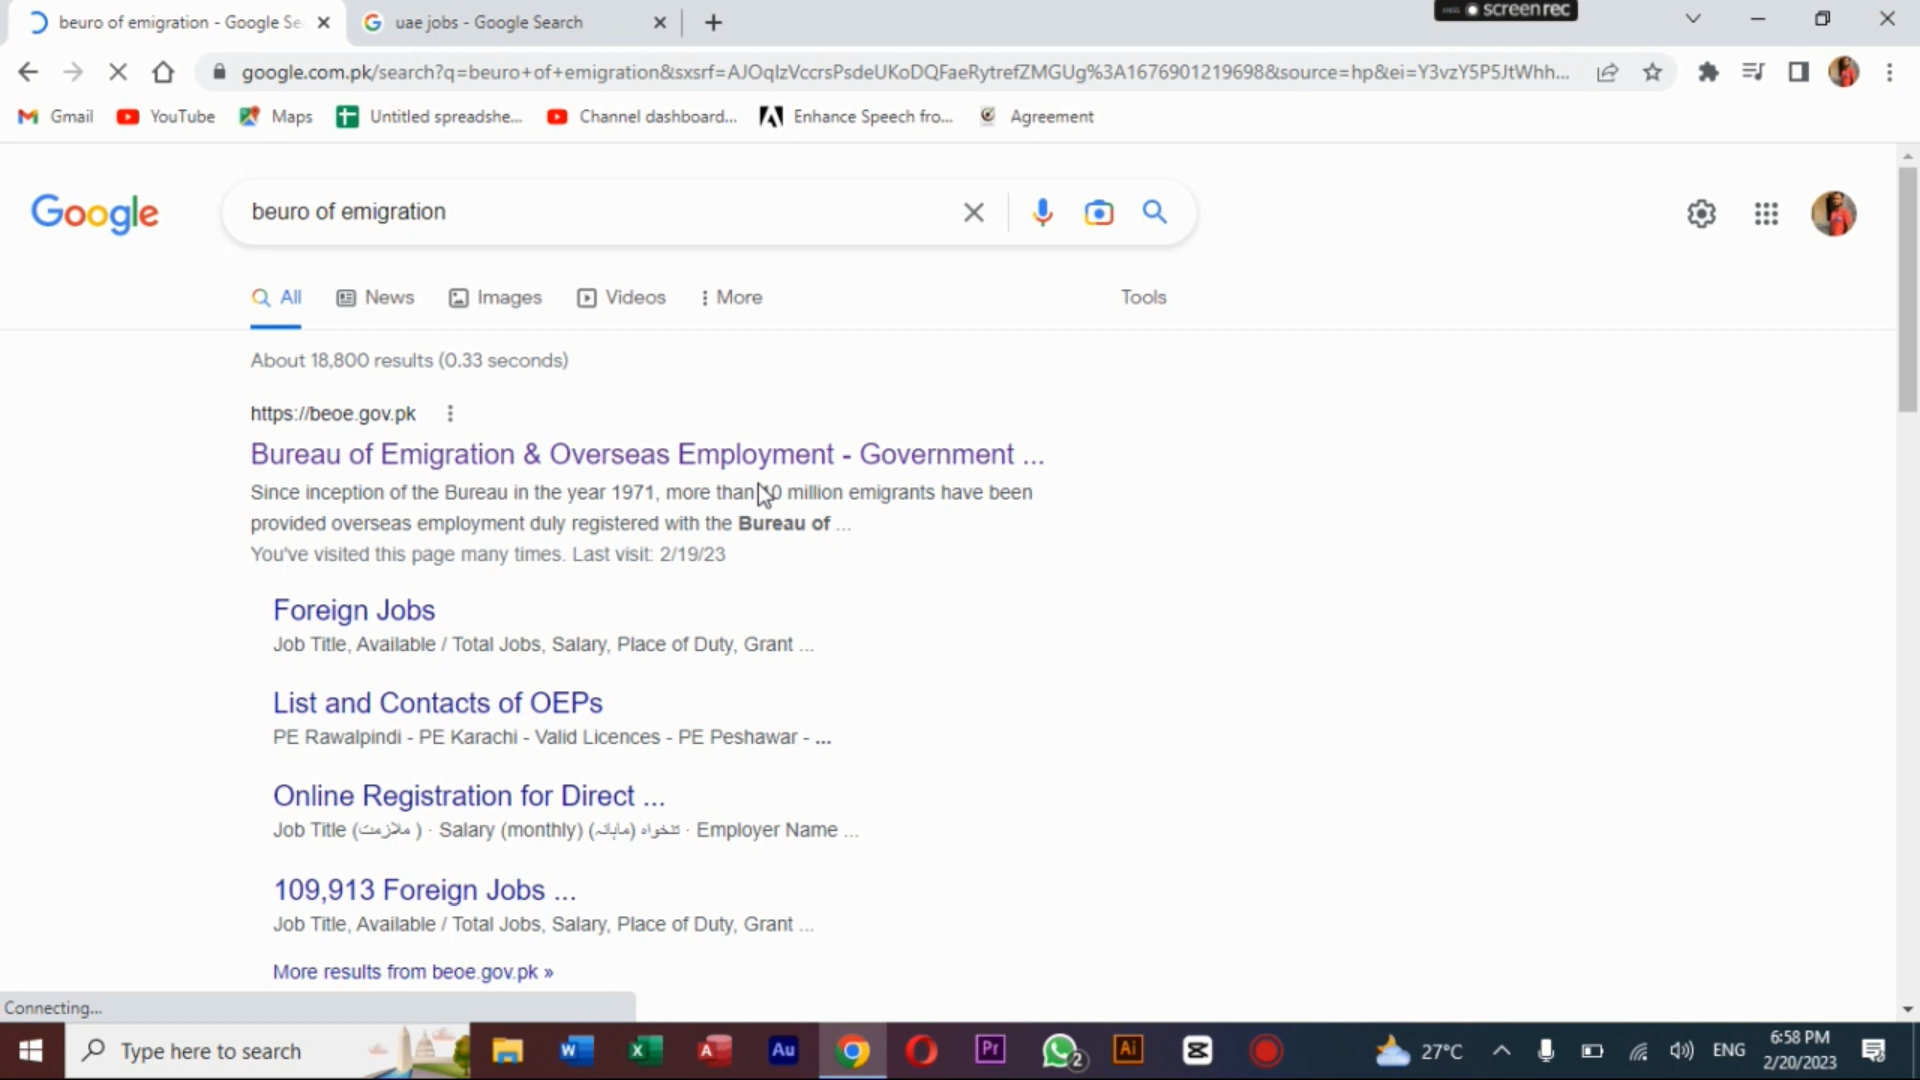 beuro of emigration - Google Se
uae jobs - Google Search
screenrec
google.com.pk/search?q=beuro+of+emigration&sxsrf=AJOqlzVccrsPsdeUKoDQFaeRytrefZMGUg%3A1676901219698&source=hp&ei=Y3vzY5P5JtWhh...
Gmail
YouTube
Maps
Untitled spreadshe...
Channel dashboard...
Enhance Speech fro...
Agreement
Google
beuro of emigration
All
News
Images
Videos
More
Tools
About 18,800 results (0.33 seconds)
https://beoe.gov.pk
Bureau of Emigration & Overseas Employment - Government ...
Since inception of the Bureau in the year 1971, more than 10 million emigrants have been
provided overseas employment duly registered with the Bureau of ...
You've visited this page many times. Last visit: 2/19/23
Foreign Jobs
Job Title, Available / Total Jobs, Salary, Place of Duty, Grant ...
List and Contacts of OEPs
PE Rawalpindi - PE Karachi - Valid Licences - PE Peshawar - ...
Online Registration for Direct ...
Job Title (ملازمت ) · Salary (monthly) (ماہانہ) تنخواہ · Employer Name ...
109,913 Foreign Jobs ...
Job Title, Available / Total Jobs, Salary, Place of Duty, Grant ...
More results from beoe.gov.pk »
Connecting...
Type here to search
W
X
A
Au
Pr
2
Ai
27°C
ENG
6:58 PM
2/20/2023